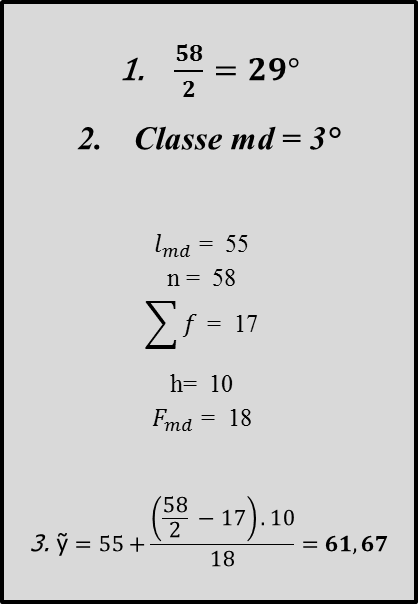 1. 58/2 = 29°
2. Classe md = 3°
l_md = 55
n = 58
∑ f = 17
h= 10
F_md = 18
3. ỹ = 55 + ((58/2 − 17) . 10)/18 = 61,67